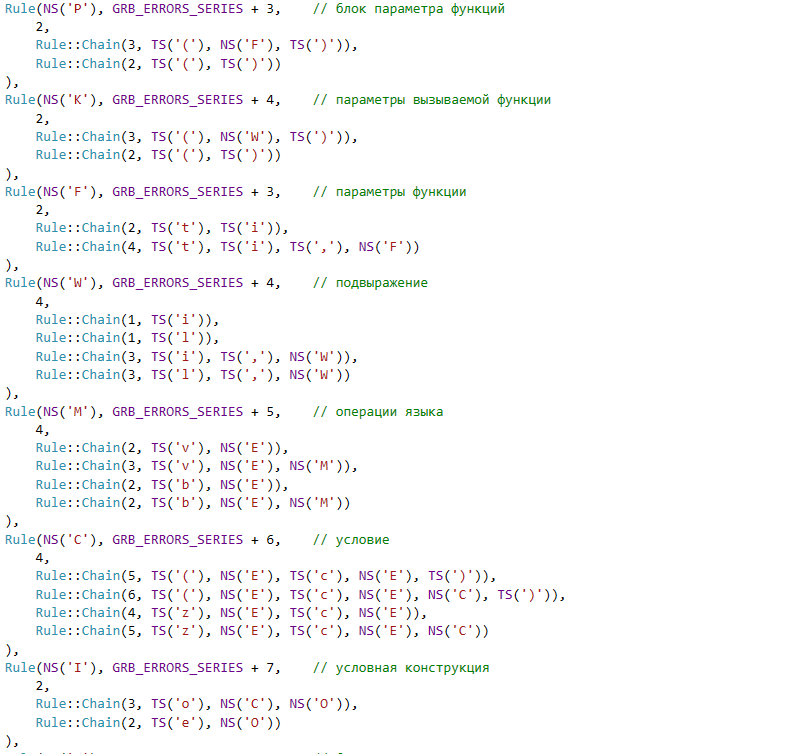 Rule(NS('P'), GRB_ERRORS_SERIES + 3,    // блок параметра функций
    2,
    Rule::Chain(3, TS('('), NS('F'), TS(')')),
    Rule::Chain(2, TS('('), TS(')'))
),
Rule(NS('K'), GRB_ERRORS_SERIES + 4,    // параметры вызываемой функции
    2,
    Rule::Chain(3, TS('('), NS('W'), TS(')')),
    Rule::Chain(2, TS('('), TS(')'))
),
Rule(NS('F'), GRB_ERRORS_SERIES + 3,    // параметры функции
    2,
    Rule::Chain(2, TS('t'), TS('i')),
    Rule::Chain(4, TS('t'), TS('i'), TS(','), NS('F'))
),
Rule(NS('W'), GRB_ERRORS_SERIES + 4,    // подвыражение
    4,
    Rule::Chain(1, TS('i')),
    Rule::Chain(1, TS('l')),
    Rule::Chain(3, TS('i'), TS(','), NS('W')),
    Rule::Chain(3, TS('l'), TS(','), NS('W'))
),
Rule(NS('M'), GRB_ERRORS_SERIES + 5,    // операции языка
    4,
    Rule::Chain(2, TS('v'), NS('E')),
    Rule::Chain(3, TS('v'), NS('E'), NS('M')),
    Rule::Chain(2, TS('b'), NS('E')),
    Rule::Chain(2, TS('b'), NS('E'), NS('M'))
),
Rule(NS('C'), GRB_ERRORS_SERIES + 6,    // условие
    4,
    Rule::Chain(5, TS('('), NS('E'), TS('c'), NS('E'), TS(')')),
    Rule::Chain(6, TS('('), NS('E'), TS('c'), NS('E'), NS('C'), TS(')')),
    Rule::Chain(4, TS('z'), NS('E'), TS('c'), NS('E')),
    Rule::Chain(5, TS('z'), NS('E'), TS('c'), NS('E'), NS('C'))
),
Rule(NS('I'), GRB_ERRORS_SERIES + 7,    // условная конструкция
    2,
    Rule::Chain(3, TS('o'), NS('C'), NS('O')),
    Rule::Chain(2, TS('e'), NS('O'))
),